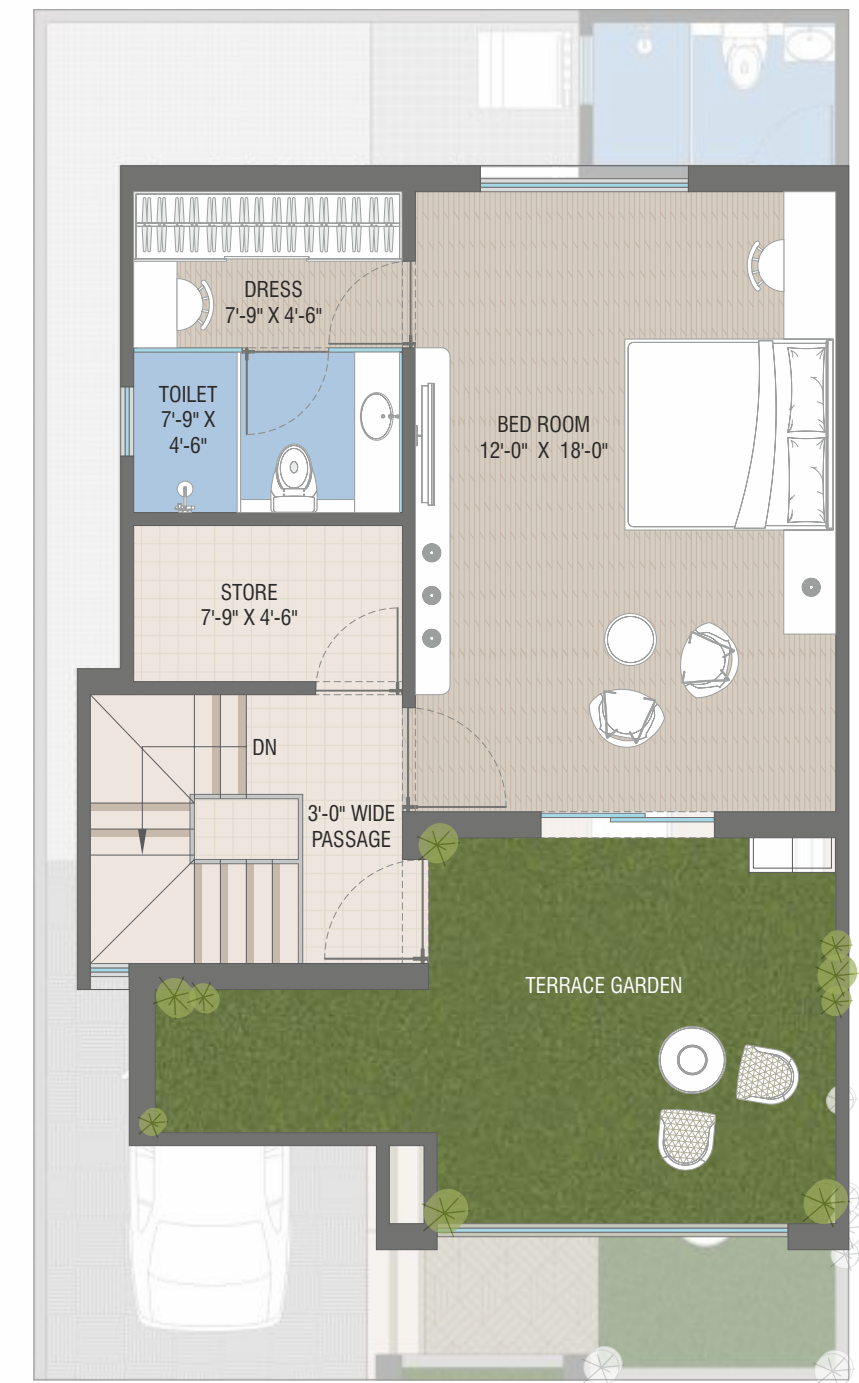 DRESS
7'-9" X 4'-6"
TOILET
7'-9" X
4'-6"
BED ROOM
12'-0" X 18'-0"
STORE
7'-9" X 4'-6"
DN
3'-0" WIDE
PASSAGE
TERRACE GARDEN